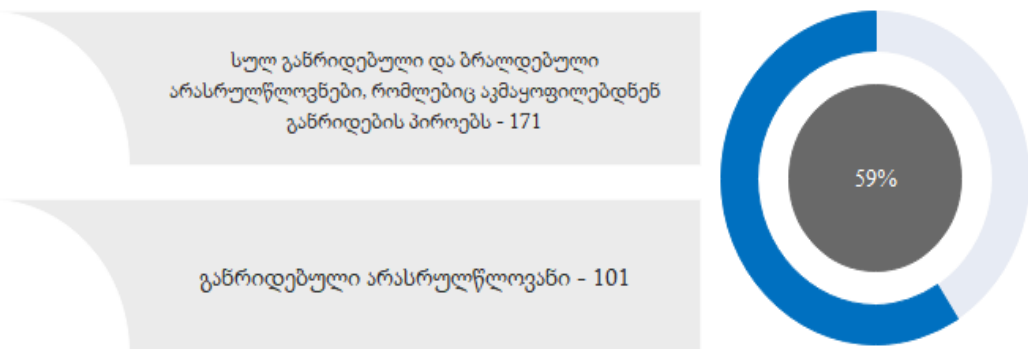 სულ განრიდებული და ბრალდებული
არასრულწლოვნები, რომლებიც აკმაყოფილებდნენ
განრიდების პიროებს - 171
59%
განრიდებული არასრულწლოვანი - 101